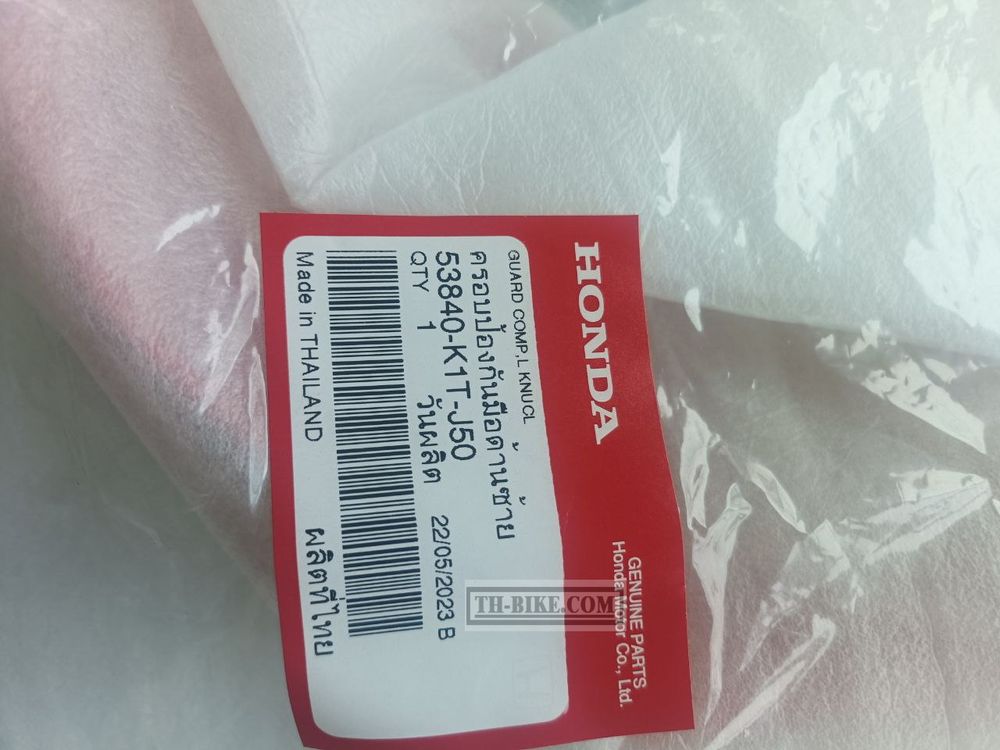 HONDA
GENUINE PARTS
Honda Motor Co., Ltd.
GUARD COMP,L KNUCL
ครอบป้องกันมือด้านซ้าย
53840-K1T-J50
QTY 1 วันผลิต 22/05/2023 B
Made in THAILAND ผลิตที่ไทย
TH-BIKE.COM